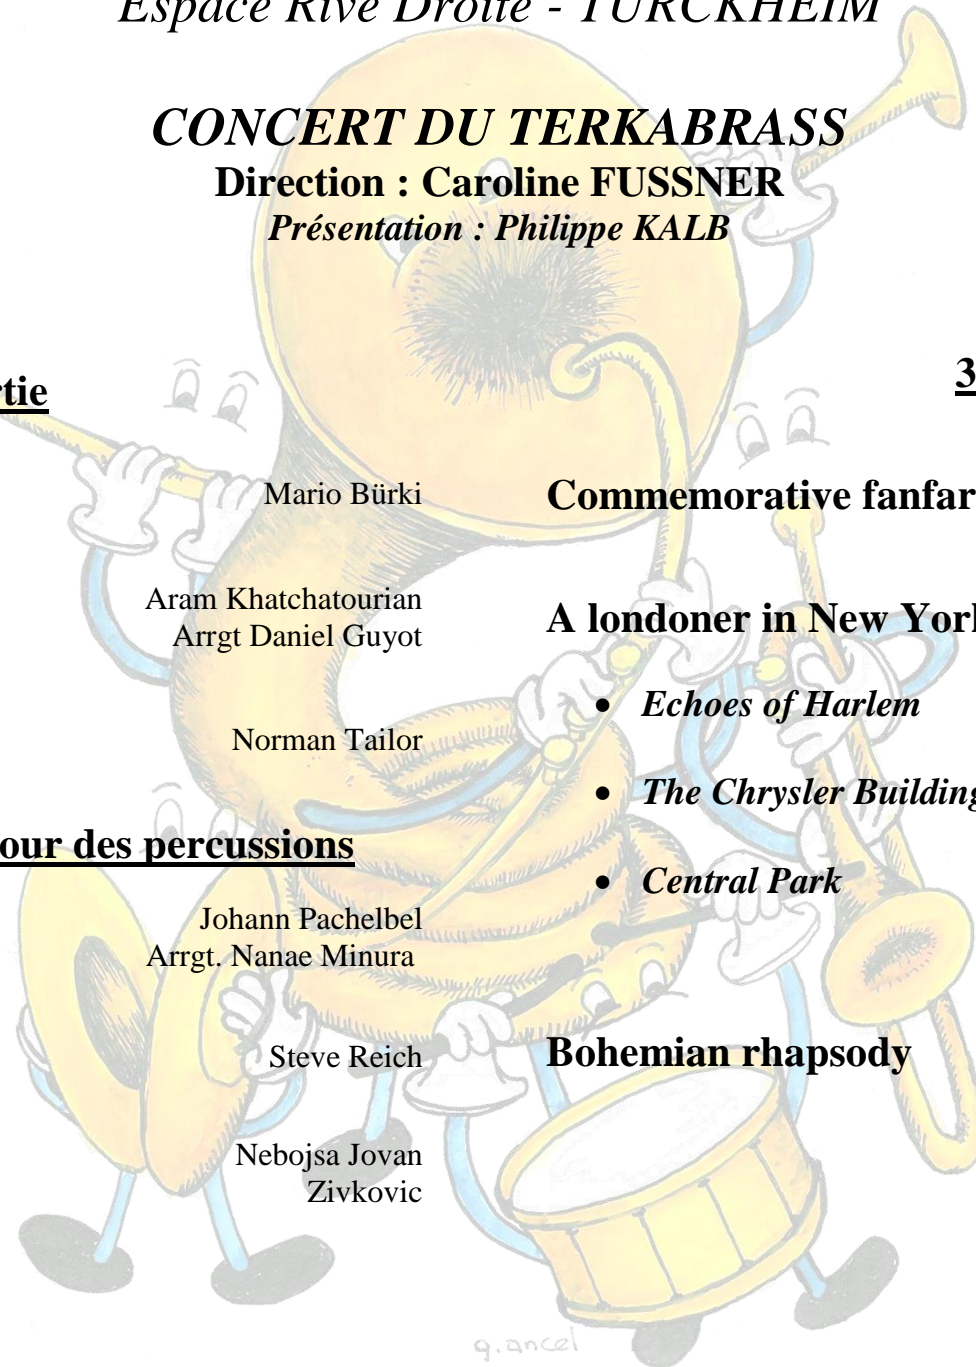 Espace Rive Droite - TURCKHEIM
CONCERT DU TERKABRASS
Direction : Caroline FUSSNER
Présentation : Philippe KALB
rtie
Mario Bürki
Aram Khatchatourian
Arrgt Daniel Guyot
Norman Tailor
our des percussions
Johann Pachelbel
Arrgt. Nanae Minura
Steve Reich
Nebojsa Jovan
Zivkovic
3
Commemorative fanfar
A londoner in New York
• Echoes of Harlem
• The Chrysler Building
• Central Park
Bohemian rhapsody
g. ancel